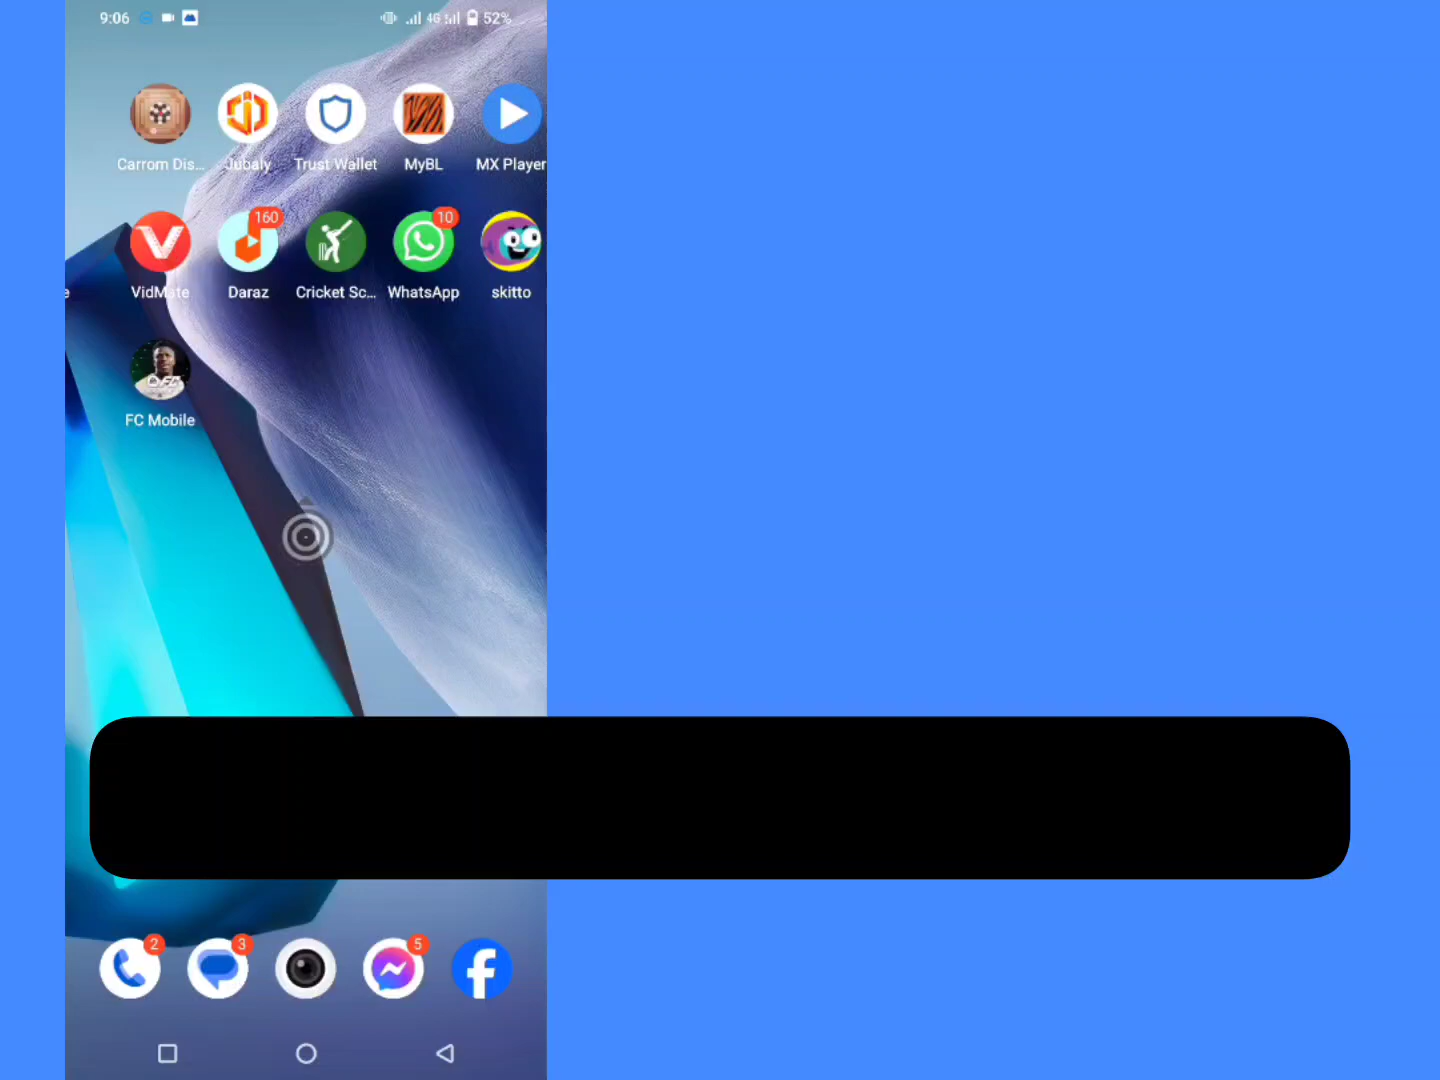 9:06 4G 52%
Carrom Dis... Jubaly Trust Wallet MyBL MX Player
160 10
e VidMate Daraz Cricket Sc... WhatsApp skitto
FC Mobile
2 3 5